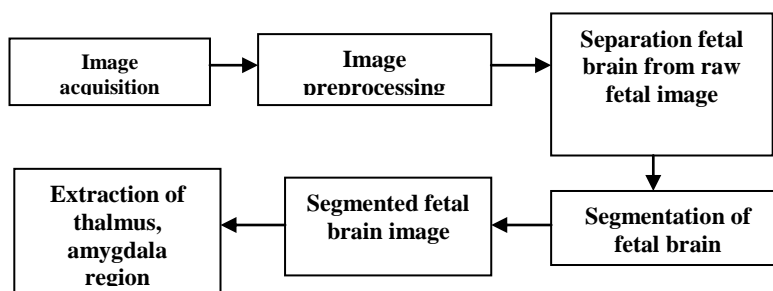 Image
acquisition
Image
preprocessing
Separation fetal
brain from raw
fetal image
Segmentation of
fetal brain
Segmented fetal
brain image
Extraction of
thalmus,
amygdala
region